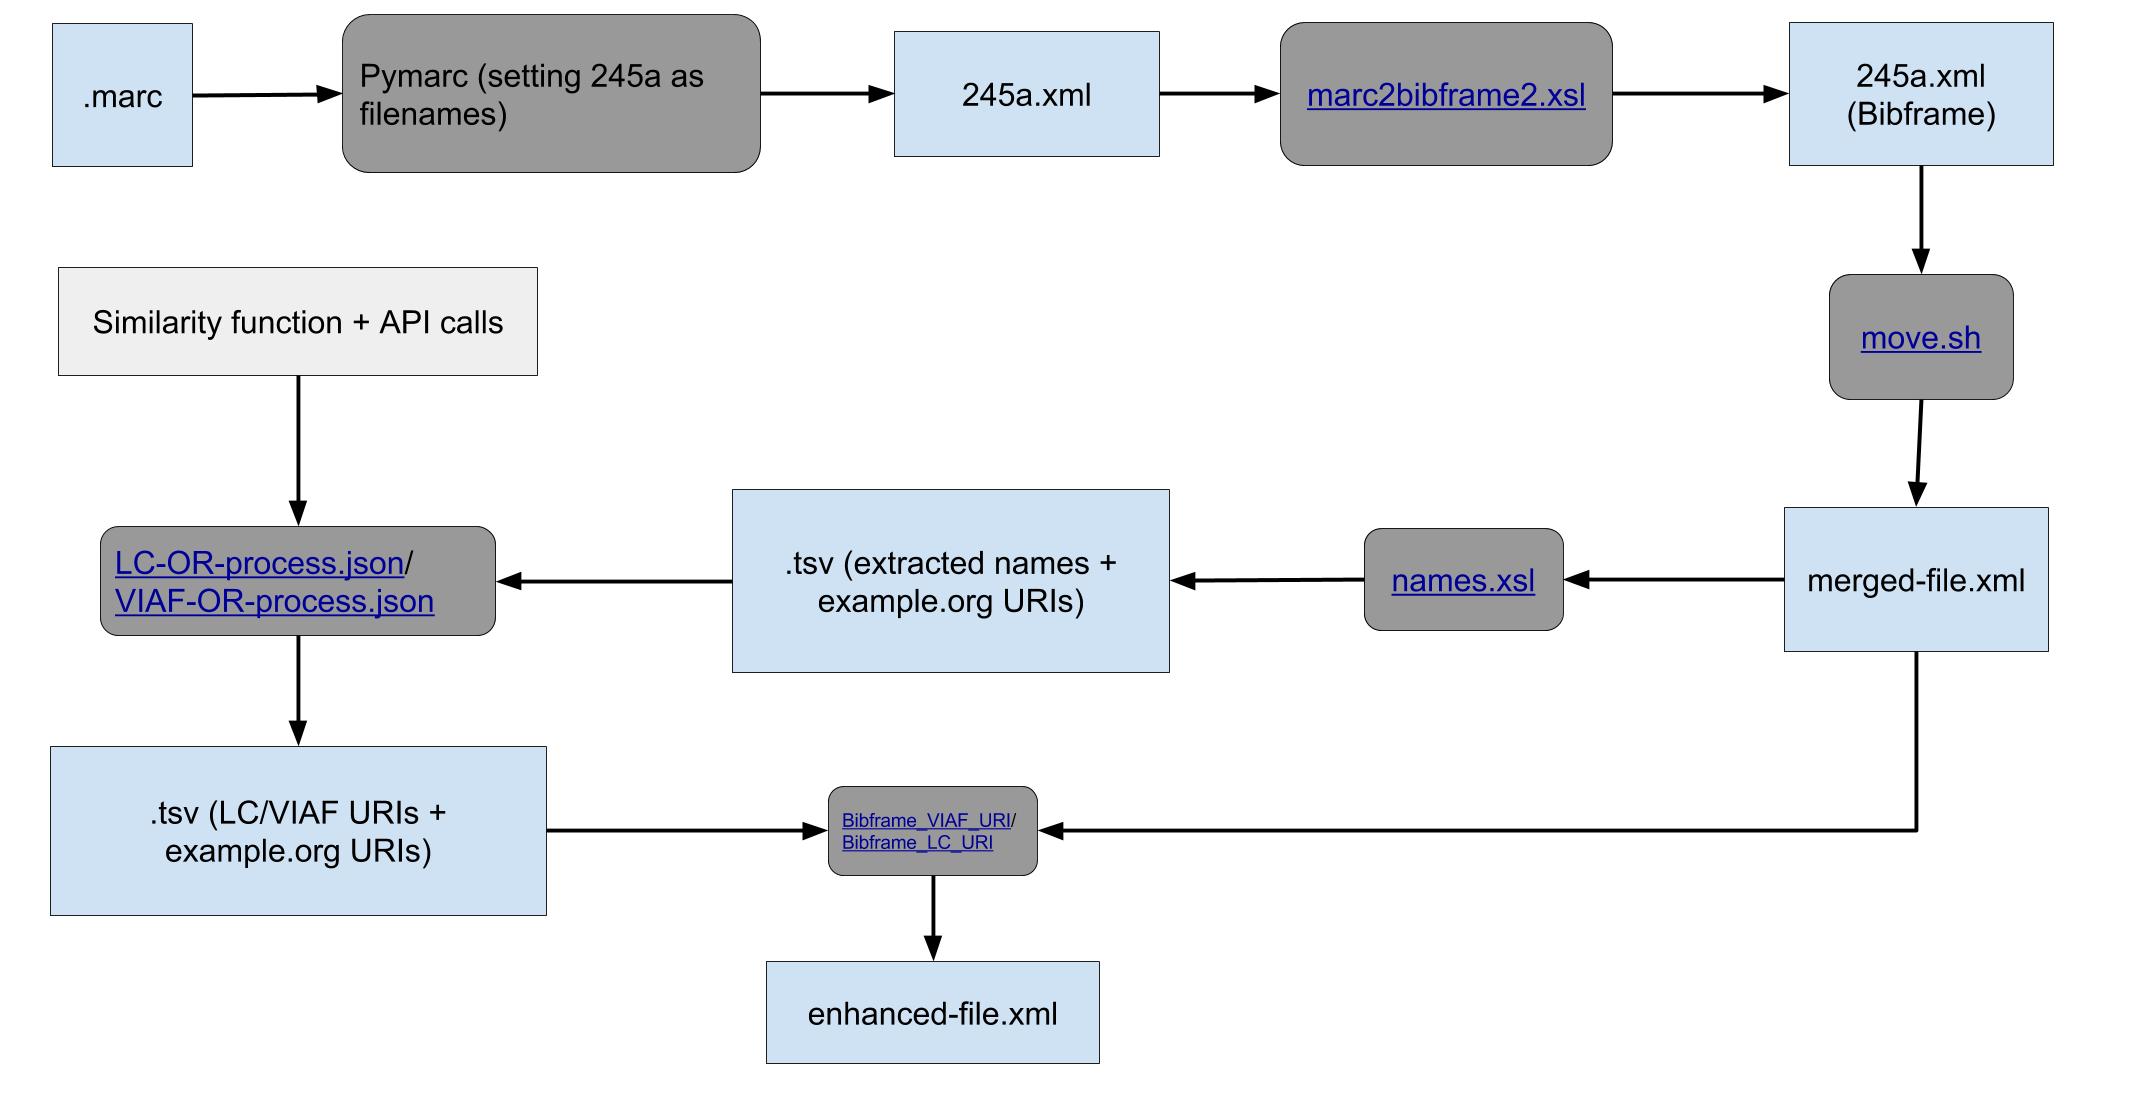 .marc
Pymarc (setting 245a as
filenames)
245a.xml
marc2bibframe2.xsl
245a.xml
(Bibframe)
Similarity function + API calls
move.sh
LC-OR-process.json/
VIAF-OR-process.json
.tsv (extracted names +
example.org URIs)
names.xsl
merged-file.xml
.tsv (LC/VIAF URIs +
example.org URIs)
Bibframe_VIAF_URI/
Bibframe_LC_URI
enhanced-file.xml